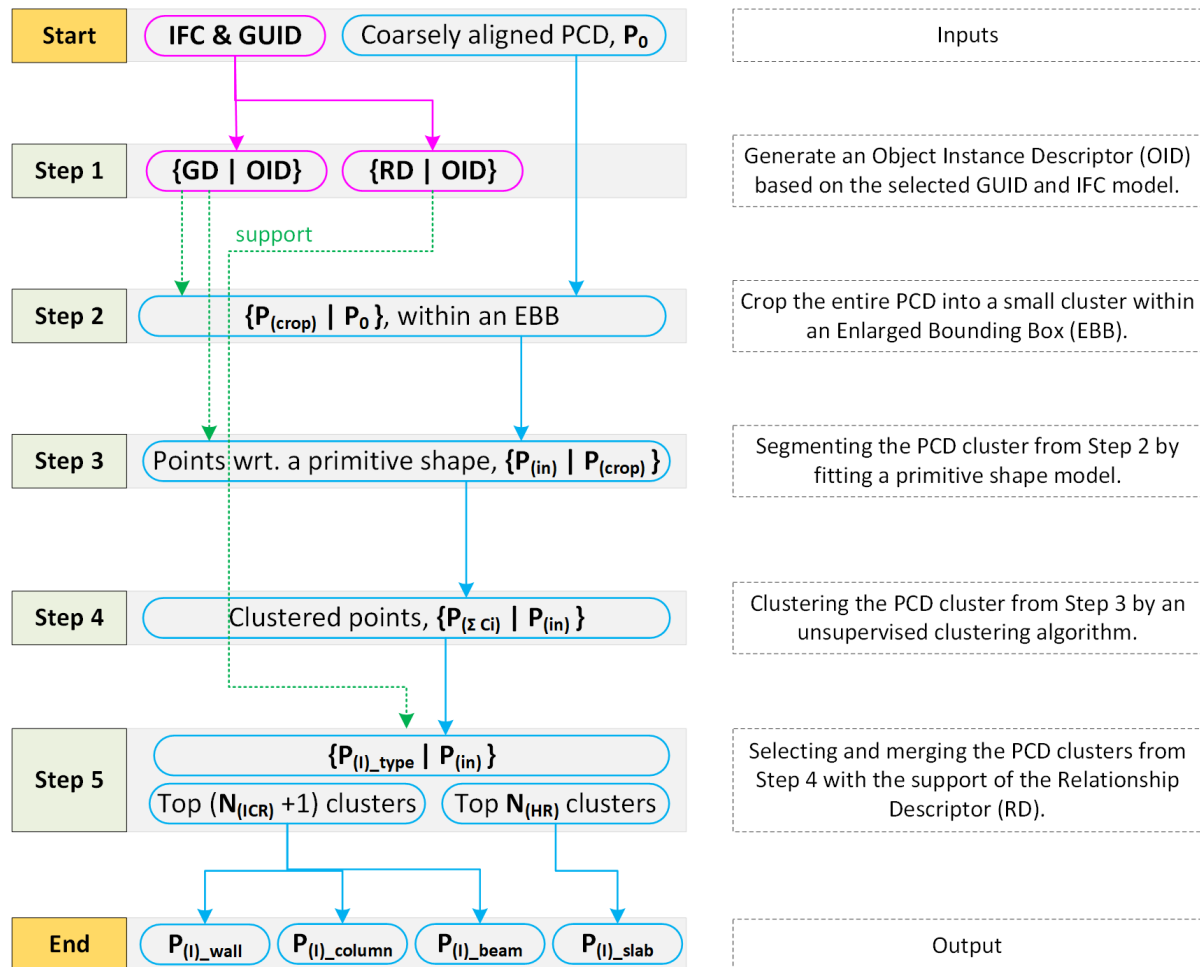 Start
IFC & GUID
Coarsely aligned PCD, P0
Inputs
Step 1
{GD | OID}
{RD | OID}
Generate an Object Instance Descriptor (OID)
based on the selected GUID and IFC model.
support
Step 2
{P(crop) | P0 }, within an EBB
Crop the entire PCD into a small cluster within
an Enlarged Bounding Box (EBB).
Step 3
Points wrt. a primitive shape, {P(in) | P(crop) }
Segmenting the PCD cluster from Step 2 by
fitting a primitive shape model.
Step 4
Clustered points, {P(Σ Ci) | P(in) }
Clustering the PCD cluster from Step 3 by an
unsupervised clustering algorithm.
Step 5
{P(I)_type | P(in) }
Top (N(ICR) +1) clusters
Top N(HR) clusters
Selecting and merging the PCD clusters from
Step 4 with the support of the Relationship
Descriptor (RD).
End
P(I)_wall
P(I)_column
P(I)_beam
P(I)_slab
Output